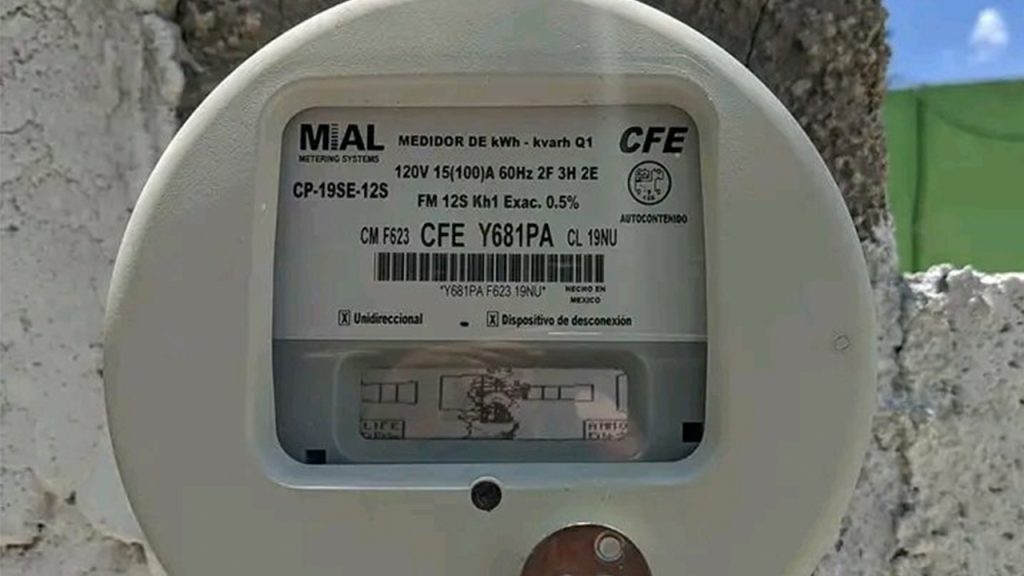 MIAL
METERING SYSTEMS
MEDIDOR DE kWh - kvarh Q1
CFE
120V 15(100)A 60Hz 2F 3H 2E
CP-19SE-12S
FM 12S Kh1 Exac. 0.5%
AUTOCONTENIDO
CM F623 CFE Y681PA CL 19NU
*Y681PA F623 19NU*
HECHO EN
MEXICO
☒ Unidireccional - ☒ Dispositivo de desconexión
LIFE